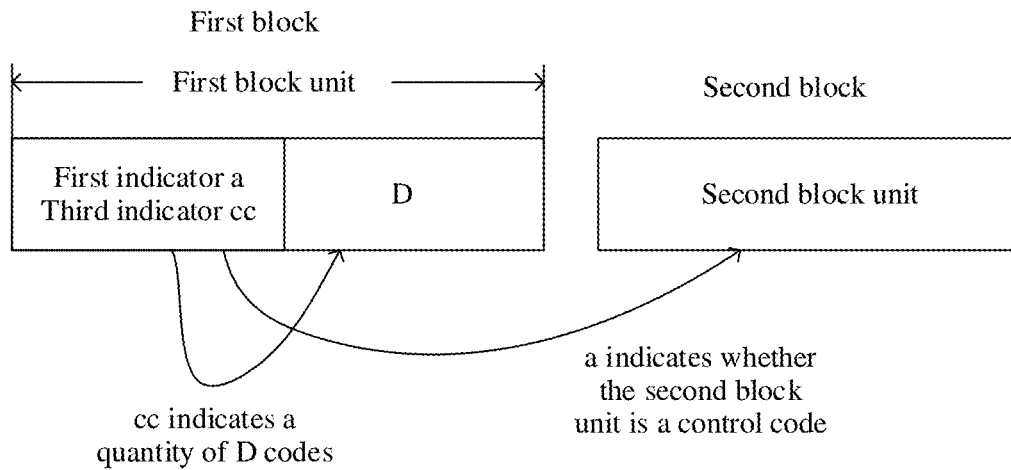 First block
First block unit
Second block
First indicator a
Third indicator cc
D
Second block unit
a indicates whether
the second block
unit is a control code
cc indicates a
quantity of D codes